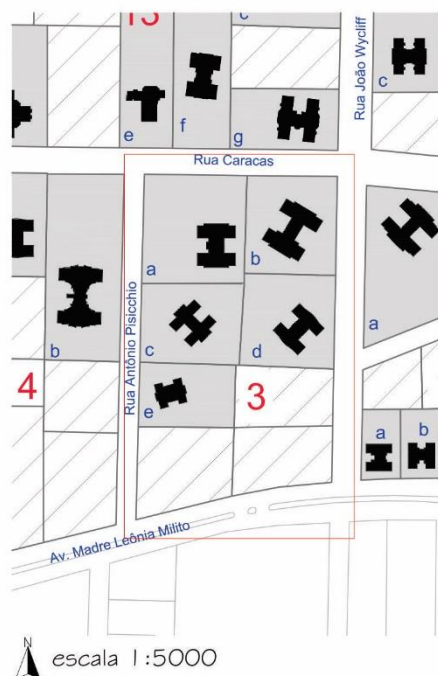 13
c
Rua João Wycliff
c
e
f
g
Rua Caracas
a
b
a
b
Rua Antônio Pisicchio
c
d
4
e
3
a
b
Av. Madre Leônia Milito
N
escala 1:5000